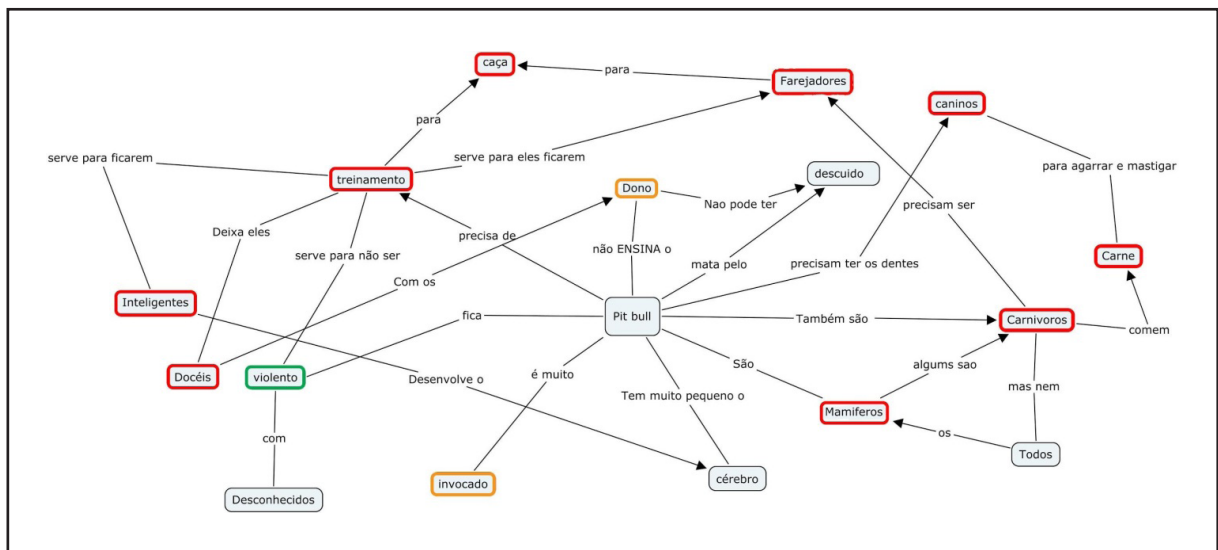 caça
para
Farejadores
caninos
para
serve para ficarem
serve para eles ficarem
para agarrar e mastigar
treinamento
descuido
Dono
Nao pode ter
precisam ser
Deixa eles
precisa de
não ENSINA o
serve para não ser
mata pelo
precisam ter os dentes
Carne
Com os
Inteligentes
fica
Pit bull
Também são
Carnivoros
comem
São
algums sao
Docéis
violento
Desenvolve o
é muito
Tem muito pequeno o
mas nem
Mamiferos
os
com
Todos
invocado
cérebro
Desconhecidos